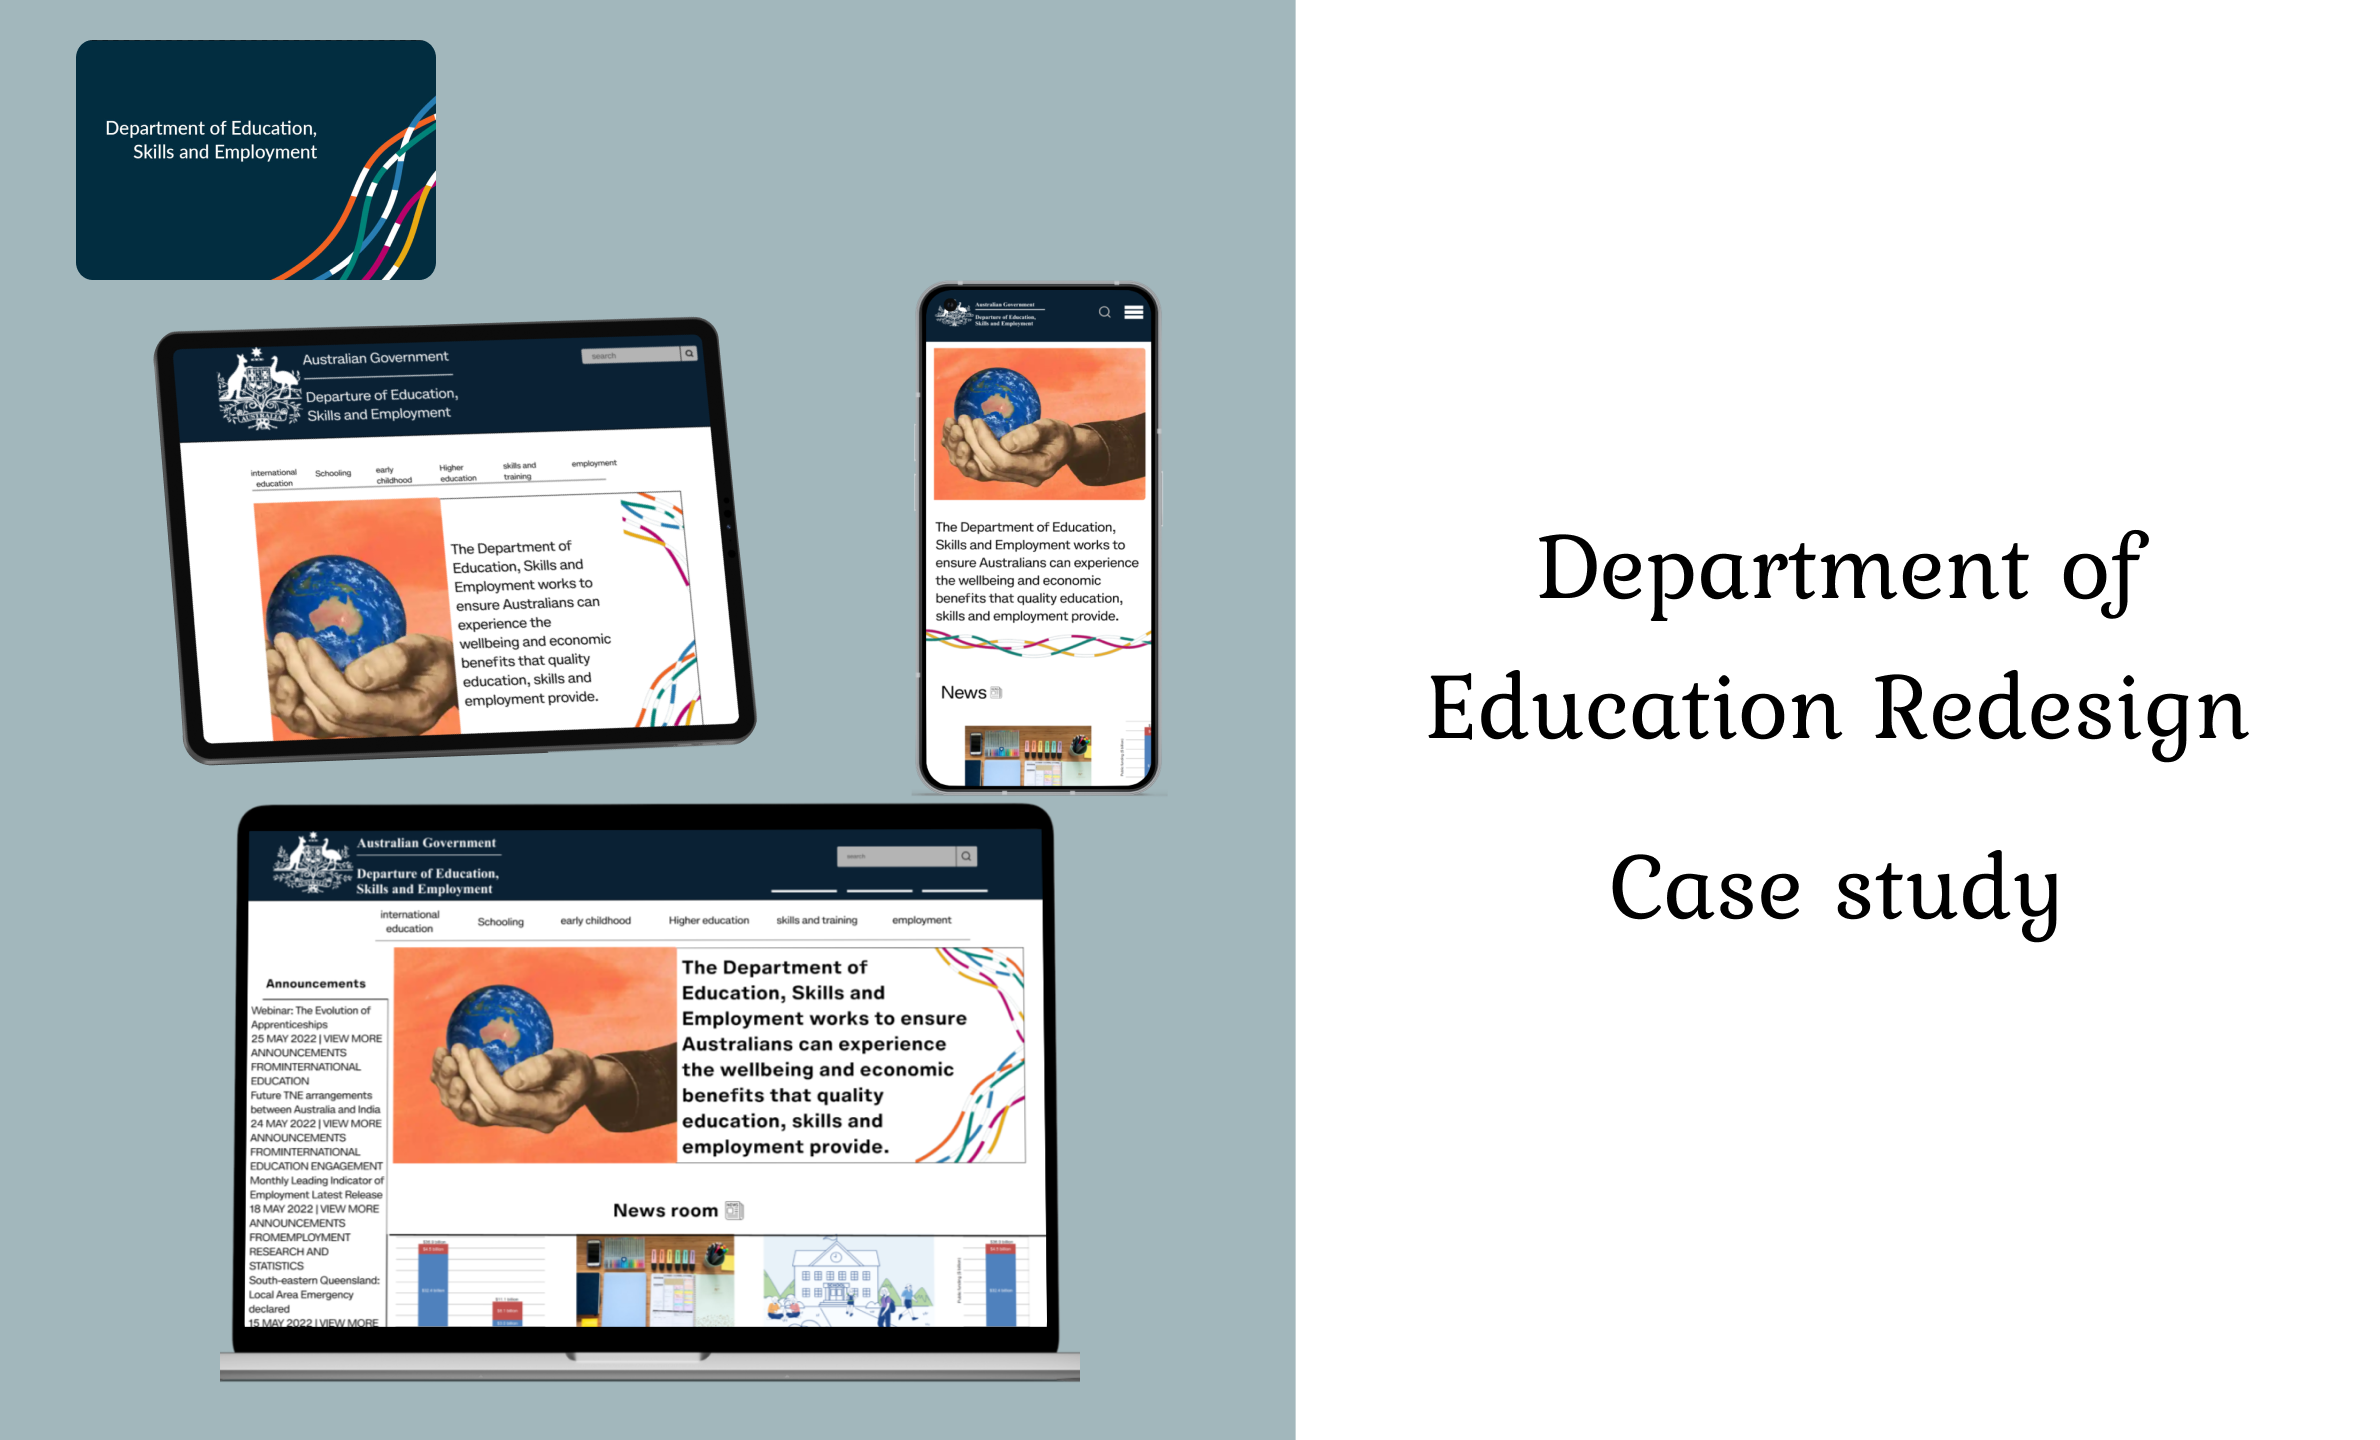 Department of Education,
Skills and Employment
Australian Government
Departure of Education,
Skills and Employment
search
international
education
Schooling
early
childhood
Higher
education
skills and
training
employment
The Department of
Education, Skills and
Employment works to
ensure Australians can
experience the
wellbeing and economic
benefits that quality
education, skills and
employment provide.
Australian Government
Departure of Education,
Skills and Employment
The Department of Education,
Skills and Employment works to
ensure Australians can experience
the wellbeing and economic
benefits that quality education,
skills and employment provide.
News
Australian Government
Departure of Education,
Skills and Employment
search
international
education
Schooling
early childhood
Higher education
skills and training
employment
Announcements
Webinar: The Evolution of
Apprenticeships
25 MAY 2022 | VIEW MORE
ANNOUNCEMENTS
FROMINTERNATIONAL
EDUCATION
Future TNE arrangements
between Australia and India
24 MAY 2022 | VIEW MORE
ANNOUNCEMENTS
FROMINTERNATIONAL
EDUCATION ENGAGEMENT
Monthly Leading Indicator of
Employment Latest Release
18 MAY 2022 | VIEW MORE
ANNOUNCEMENTS
FROMEMPLOYMENT
RESEARCH AND
STATISTICS
South-eastern Queensland:
Local Area Emergency
declared
15 MAY 2022 | VIEW MORE
The Department of
Education, Skills and
Employment works to ensure
Australians can experience
the wellbeing and economic
benefits that quality
education, skills and
employment provide.
News room
Department of
Education Redesign
Case study